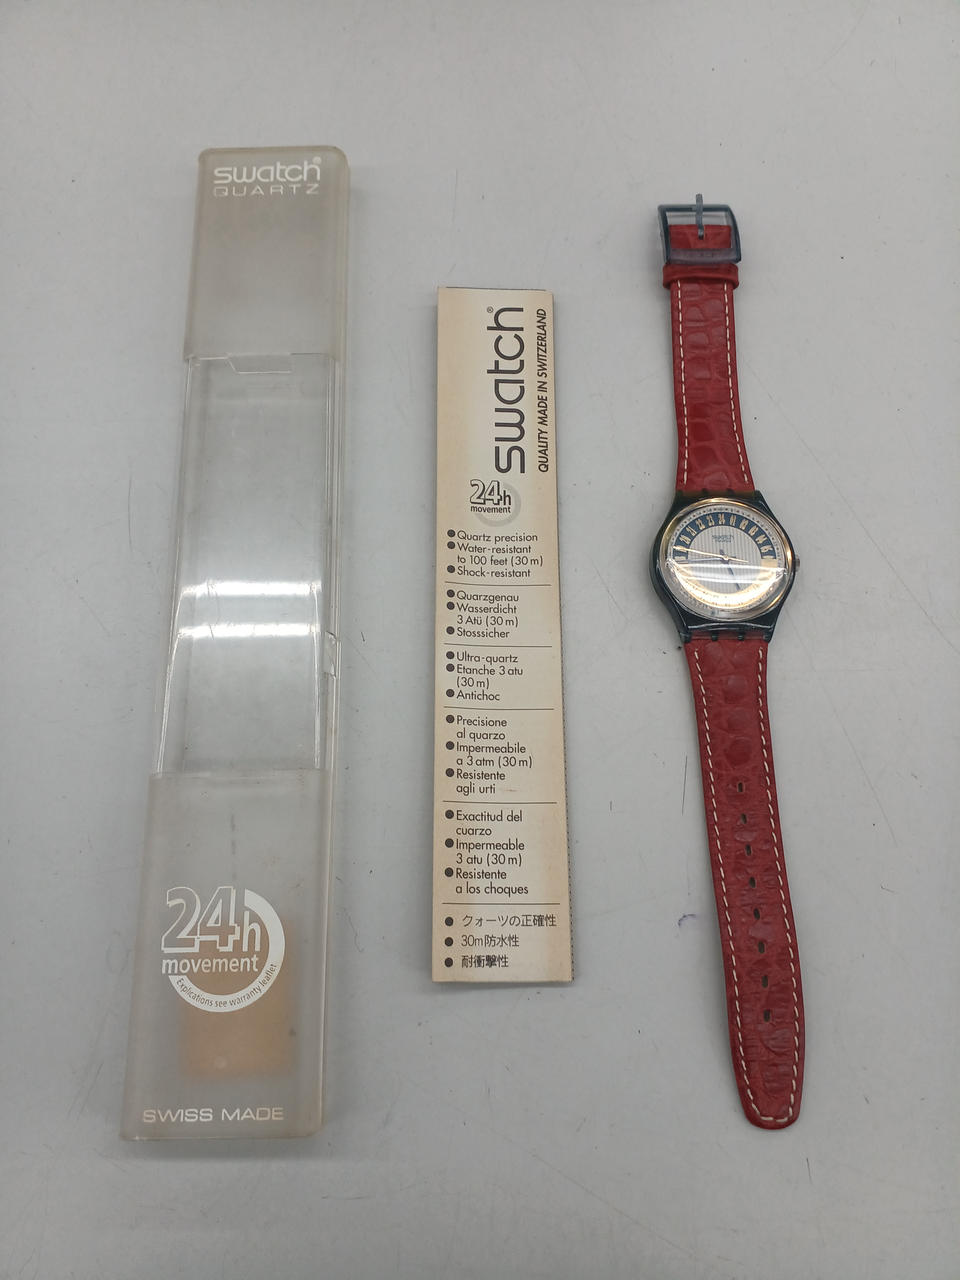 swatch®
QUARTZ
24h
movement
Explications see warranty leaflet
SWISS MADE
swatch®
QUALITY MADE IN SWITZERLAND
24h
movement
● Quartz precision
● Water-resistant
to 100 feet (30 m)
● Shock-resistant
● Quarzgenau
● Wasserdicht
3 Atü (30 m)
● Stosssicher
● Ultra-quartz
● Etanche 3 atu
(30 m)
● Antichoc
● Precisione
al quarzo
● Impermeabile
a 3 atm (30 m)
● Resistente
agli urti
● Exactitud del
cuarzo
● Impermeable
3 atu (30 m)
● Resistente
a los choques
● クォーツの正確性
● 30m防水性
● 耐衝撃性
swatch